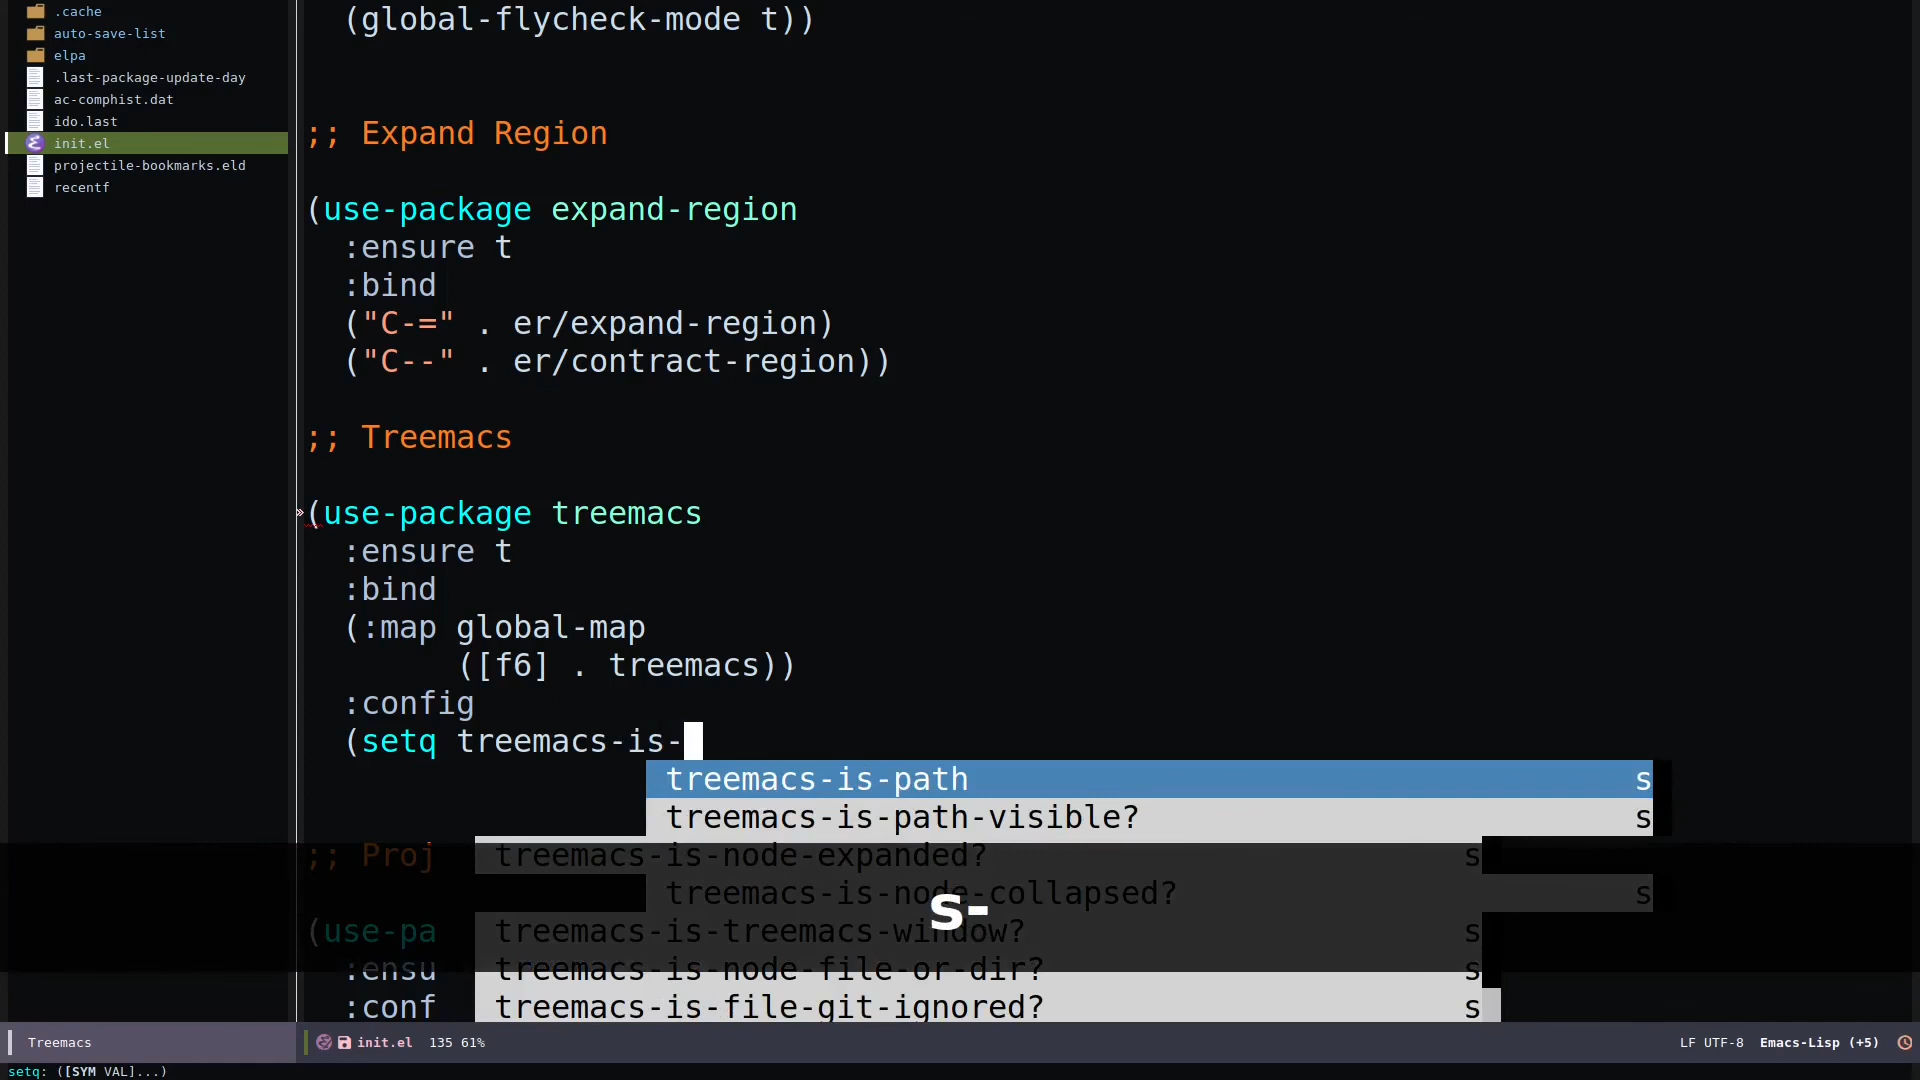 .cache
auto-save-list
elpa
.last-package-update-day
ac-comphist.dat
ido.last
init.el
projectile-bookmarks.eld
recentf
(global-flycheck-mode t))
;; Expand Region
(use-package expand-region
:ensure t
:bind
("C-=" . er/expand-region)
("C--" . er/contract-region))
;; Treemacs
(use-package treemacs
:ensure t
:bind
(:map global-map
([f6] . treemacs))
:config
(setq treemacs-is-
treemacs-is-path s
treemacs-is-path-visible? s
;; Proj treemacs-is-node-expanded? s
treemacs-is-node-collapsed? s
s-
(use-pa treemacs-is-treemacs-window? s
:ensu treemacs-is-node-file-or-dir? s
:conf treemacs-is-file-git-ignored? s
Treemacs
init.el 135 61% LF UTF-8 Emacs-Lisp (+5)
setq: ([SYM VAL]...)